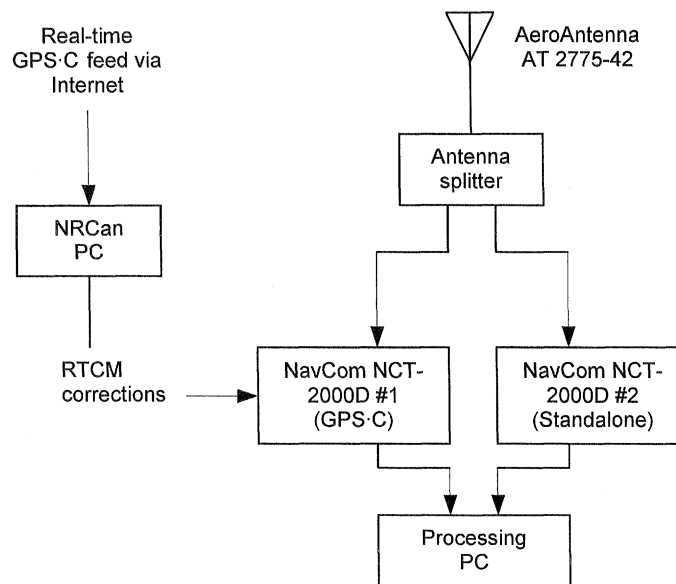 Real-time
GPS·C feed via
Internet
AeroAntenna
AT 2775-42
Antenna
splitter
NRCan
PC
RTCM
corrections
NavCom NCT-
2000D #1
(GPS·C)
NavCom NCT-
2000D #2
(Standalone)
Processing
PC